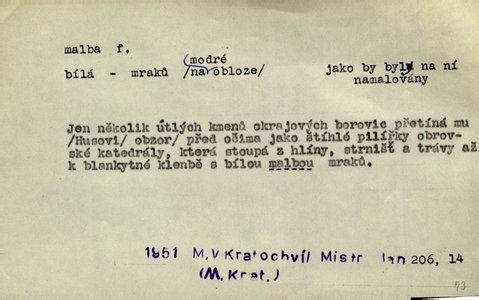 malba f.
modré
bílá - mraků /na obloze/ jako by byly na ní
namalovány
Jen několik útlých kmenů okrajových borovic přetíná mu
/Husovi/ obzor/ před očima jako štíhlé pilířky obrov-
ské katedrály, která stoupá z hlíny, strnišť a trávy až
k blankytné klenbě s bílou malbou mraků.
1951 M.V Kratochvíl Mistr Jan 206, 14
(M. Krat.)
73